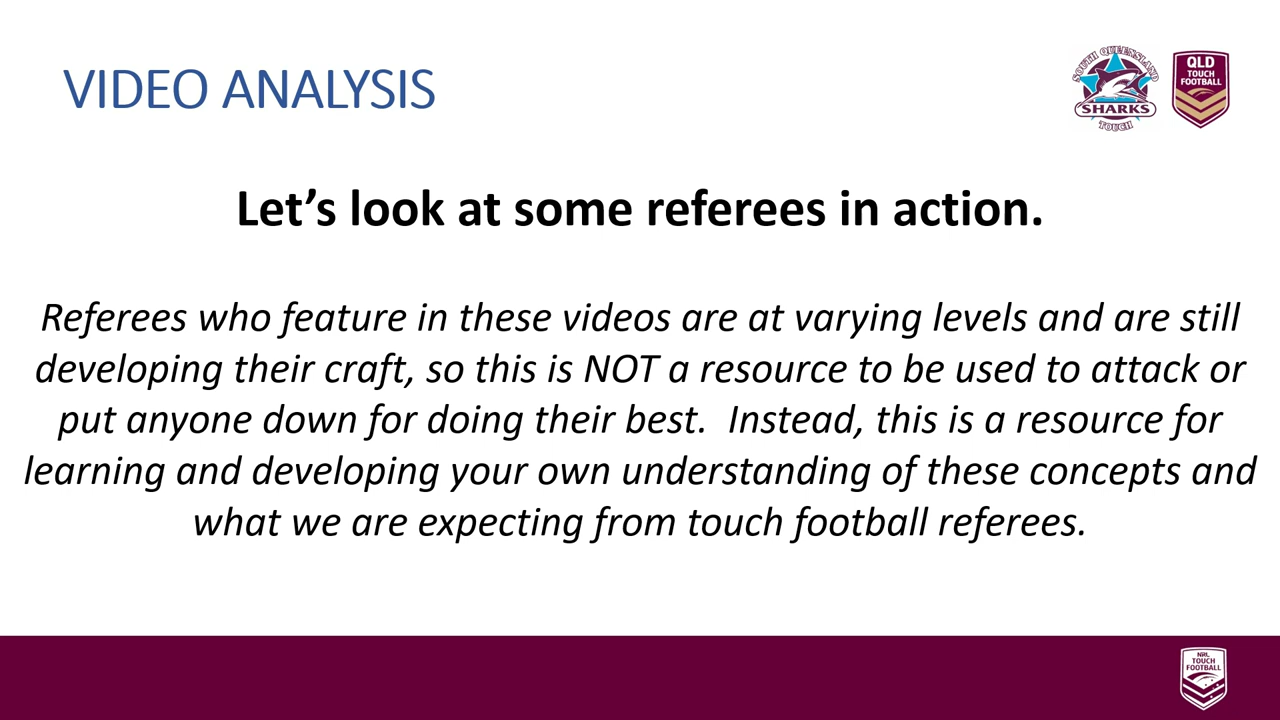 VIDEO ANALYSIS
SOUTH QUEENSLAND
SHARKS
TOUCH
QLD
TOUCH
FOOTBALL
Let’s look at some referees in action.
Referees who feature in these videos are at varying levels and are still
developing their craft, so this is NOT a resource to be used to attack or
put anyone down for doing their best.  Instead, this is a resource for
learning and developing your own understanding of these concepts and
what we are expecting from touch football referees.
NRL
TOUCH
FOOTBALL